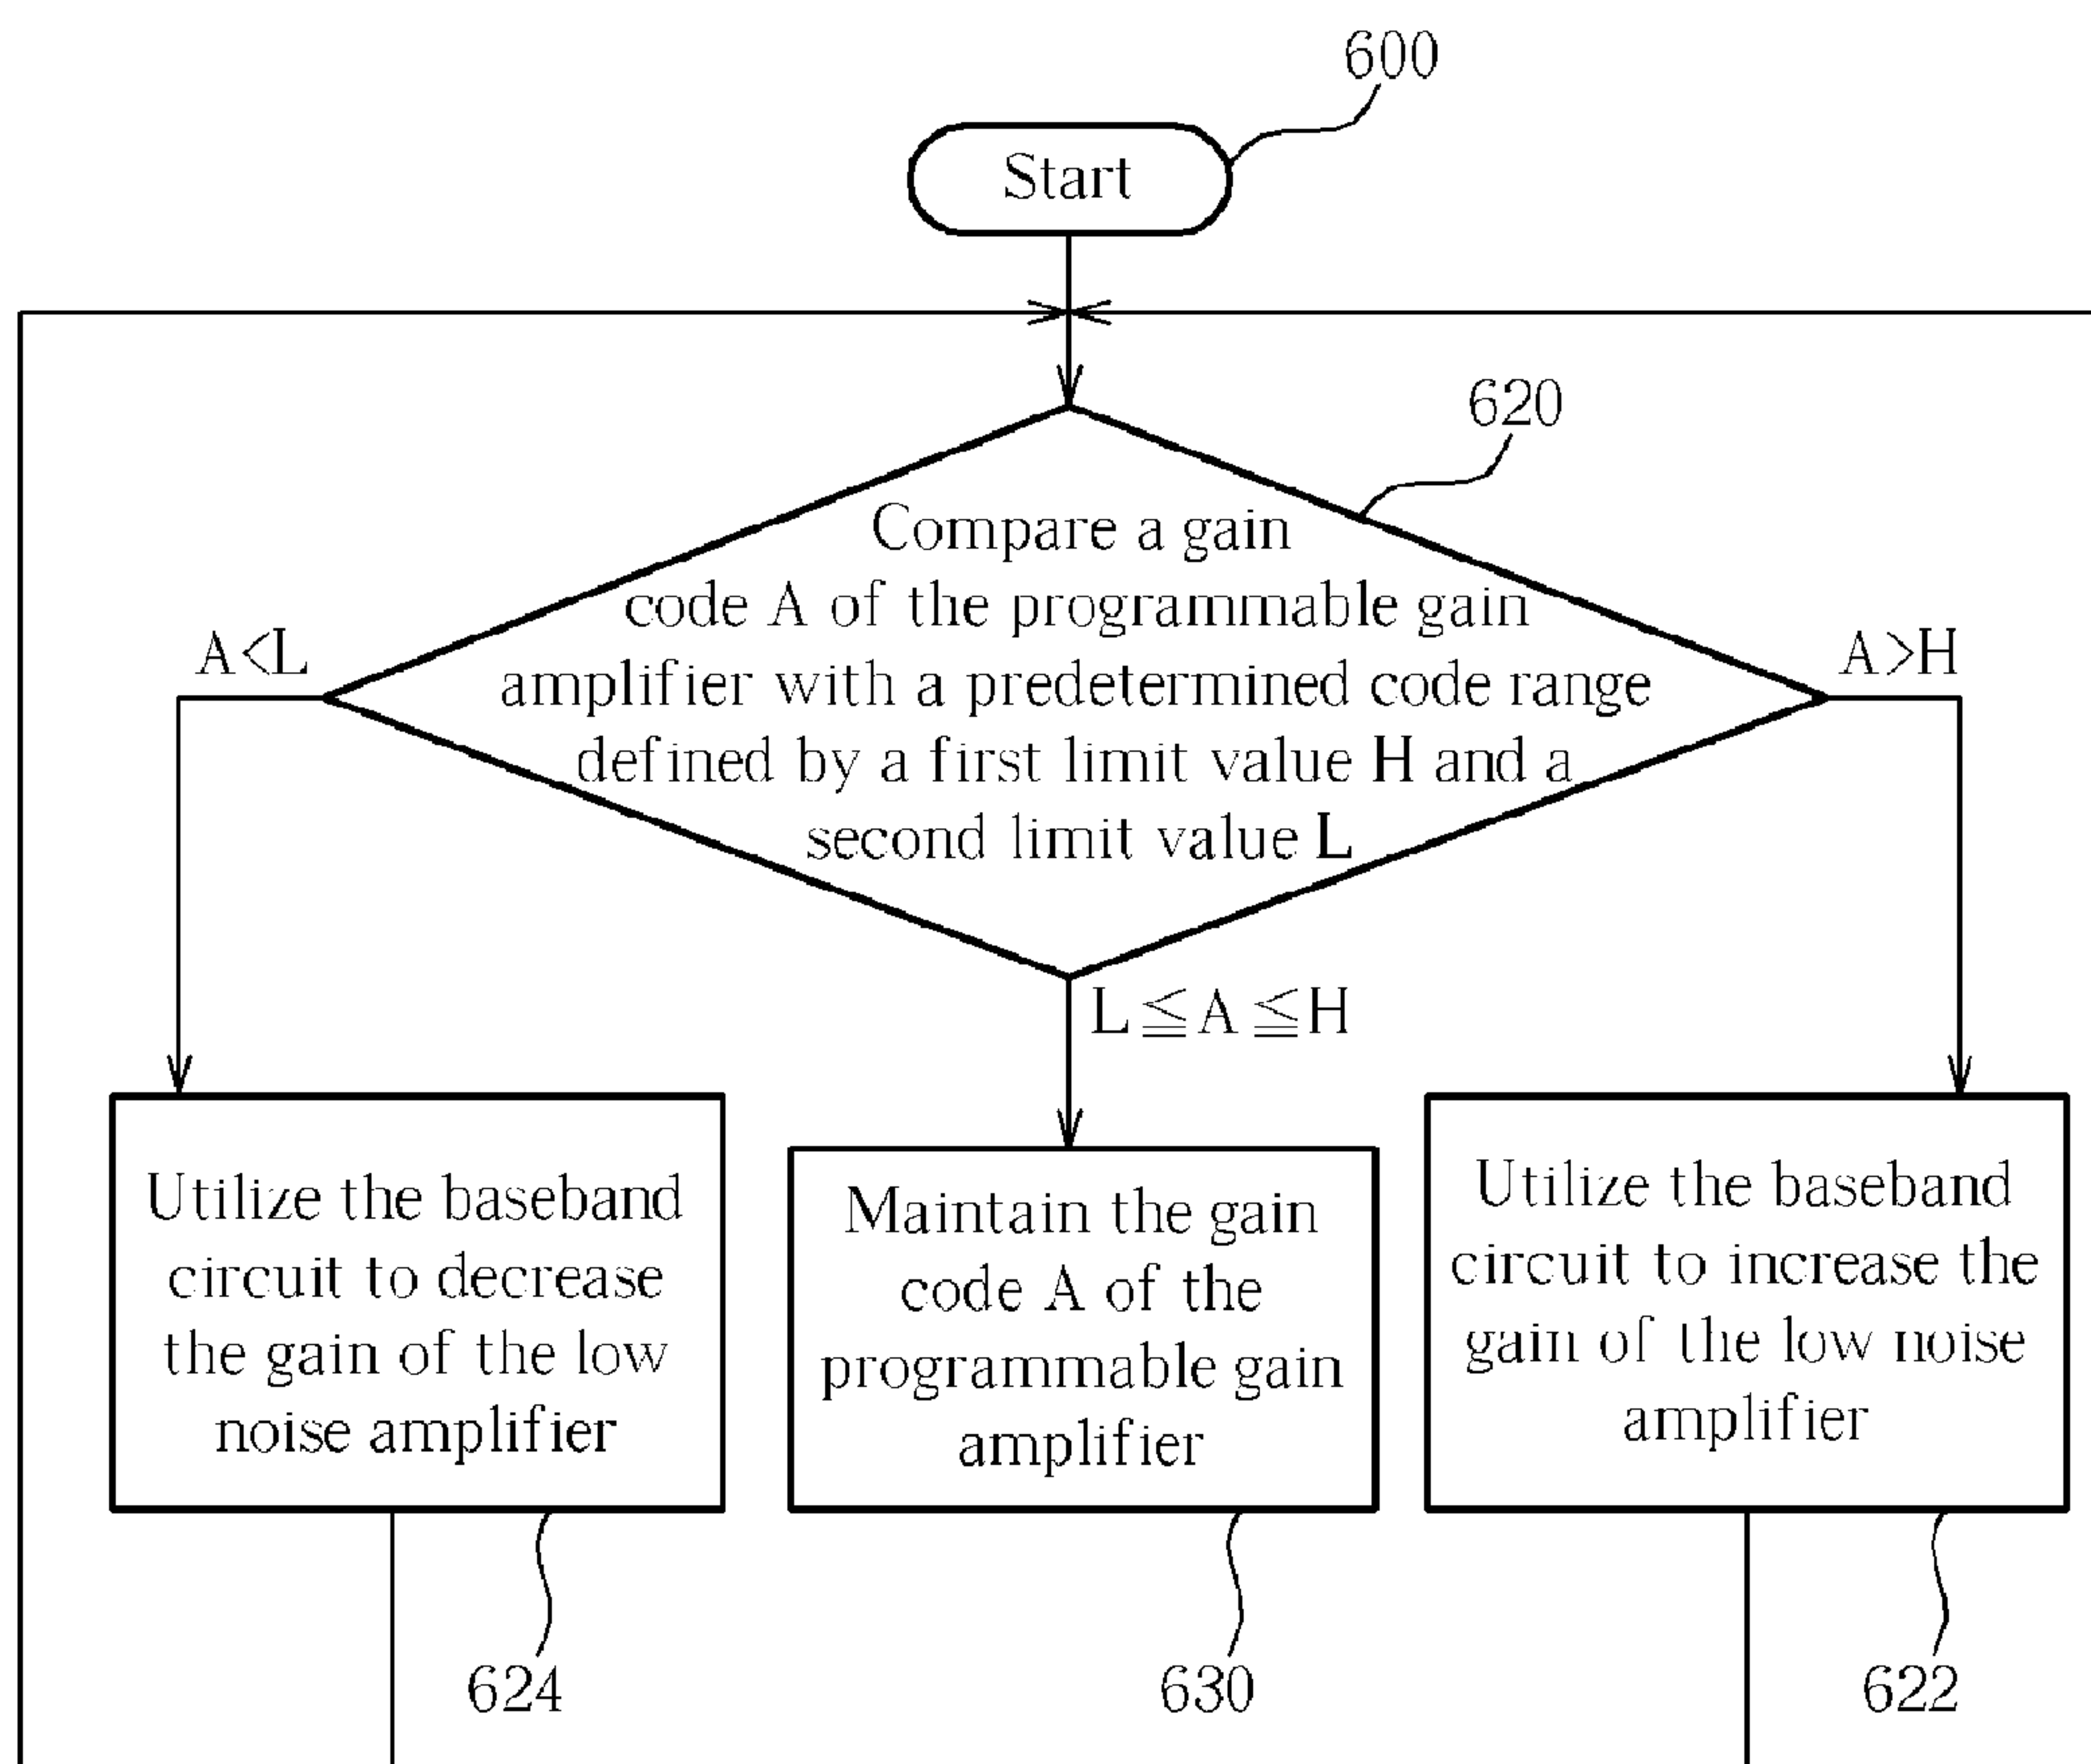 600
Start
620
Compare a gain
code A of the programmable gain
amplifier with a predetermined code range
defined by a first limit value H and a
second limit value L
A<L
A>H
L≦A≦H
Utilize the baseband
circuit to decrease
the gain of the low
noise amplifier
Maintain the gain
code A of the
programmable gain
amplifier
Utilize the baseband
circuit to increase the
gain of the low noise
amplifier
624
630
622